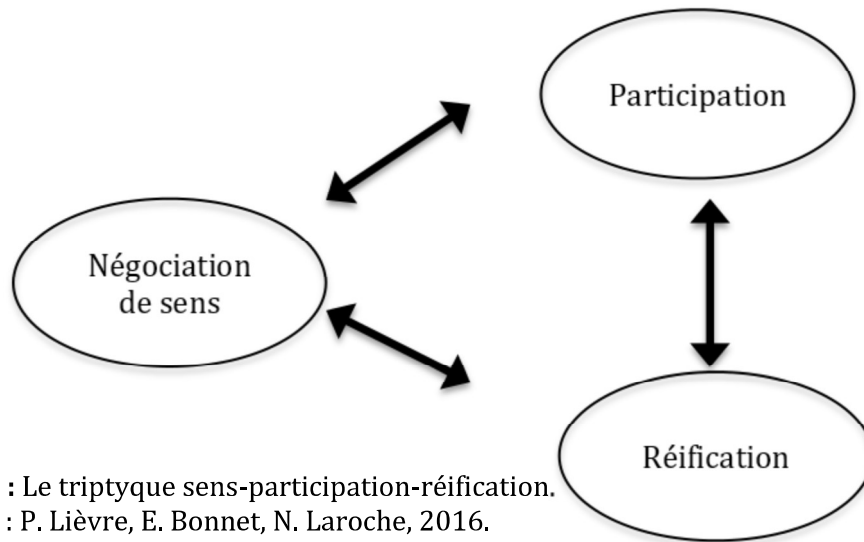 Participation
Négociation
de sens
Réification
: Le triptyque sens-participation-réification.
: P. Lièvre, E. Bonnet, N. Laroche, 2016.